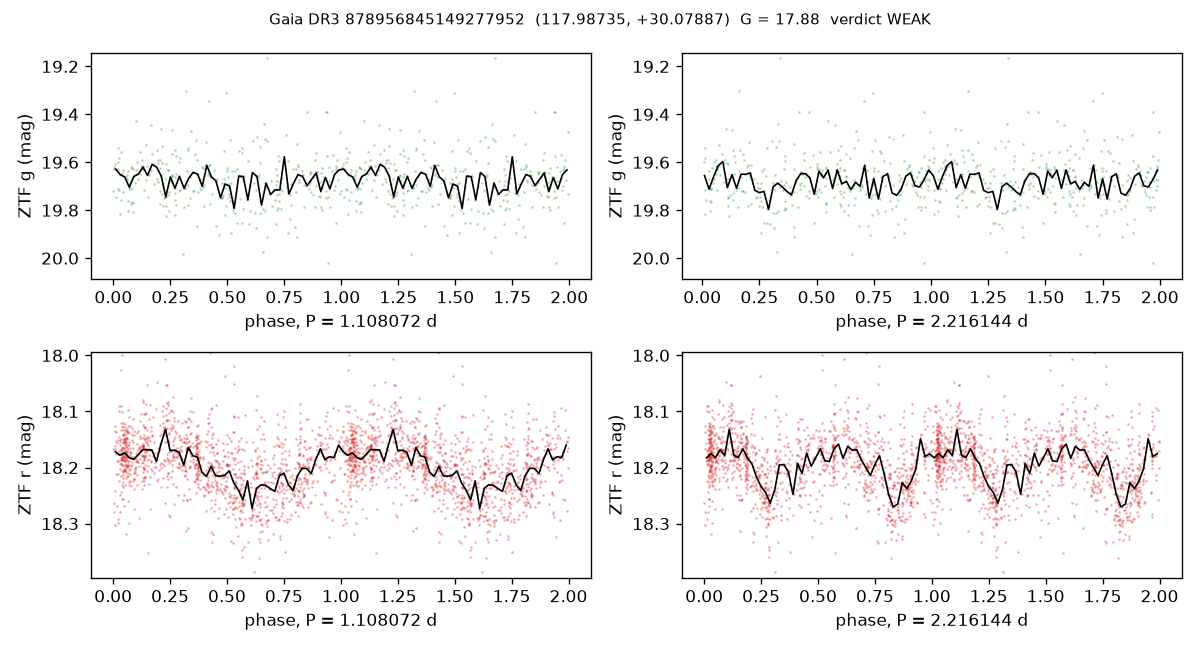 Gaia DR3 878956845149277952  (117.98735, +30.07887)  G = 17.88  verdict WEAK
ZTF g (mag)
19.2
19.4
19.6
19.8
20.0
0.00 0.25 0.50 0.75 1.00 1.25 1.50 1.75 2.00
phase, P = 1.108072 d
ZTF g (mag)
19.2
19.4
19.6
19.8
20.0
0.00 0.25 0.50 0.75 1.00 1.25 1.50 1.75 2.00
phase, P = 2.216144 d
ZTF r (mag)
18.0
18.1
18.2
18.3
0.00 0.25 0.50 0.75 1.00 1.25 1.50 1.75 2.00
phase, P = 1.108072 d
ZTF r (mag)
18.0
18.1
18.2
18.3
0.00 0.25 0.50 0.75 1.00 1.25 1.50 1.75 2.00
phase, P = 2.216144 d